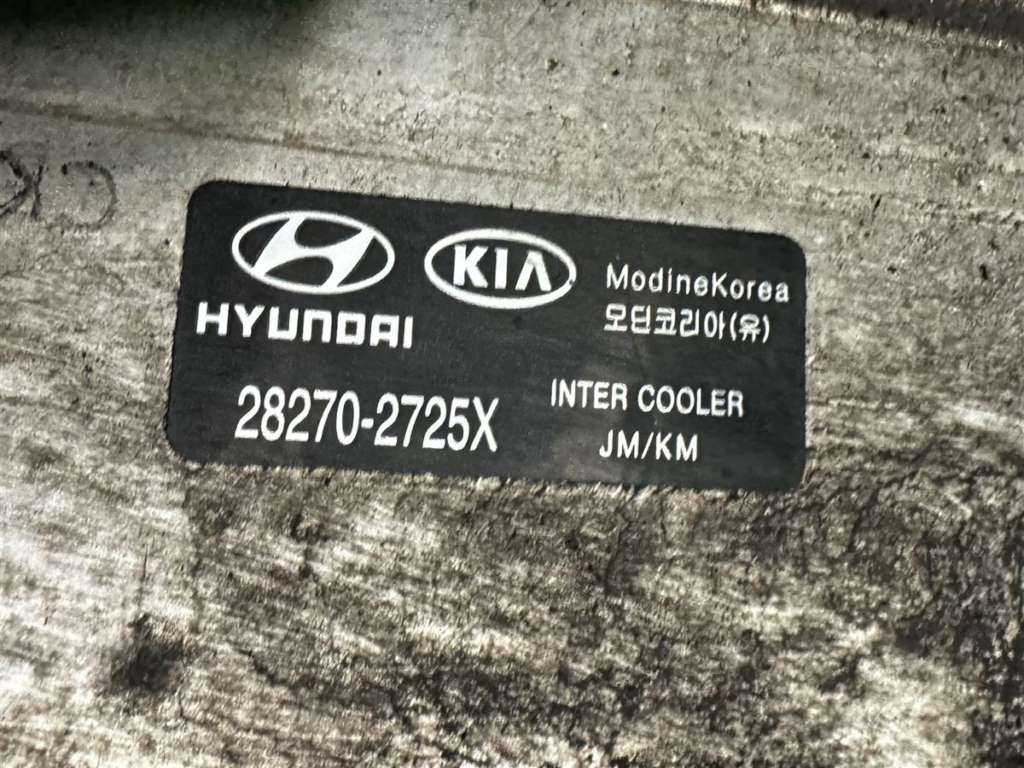 HYUNDAI
KIA
ModineKorea
모딘코리아(유)
28270-2725X
INTER COOLER
JM/KM